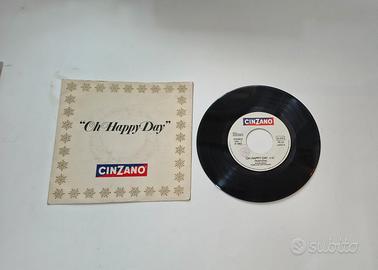 "Oh Happy Day"
CINZANO
CINZANO
OH HAPPY DAY
subito